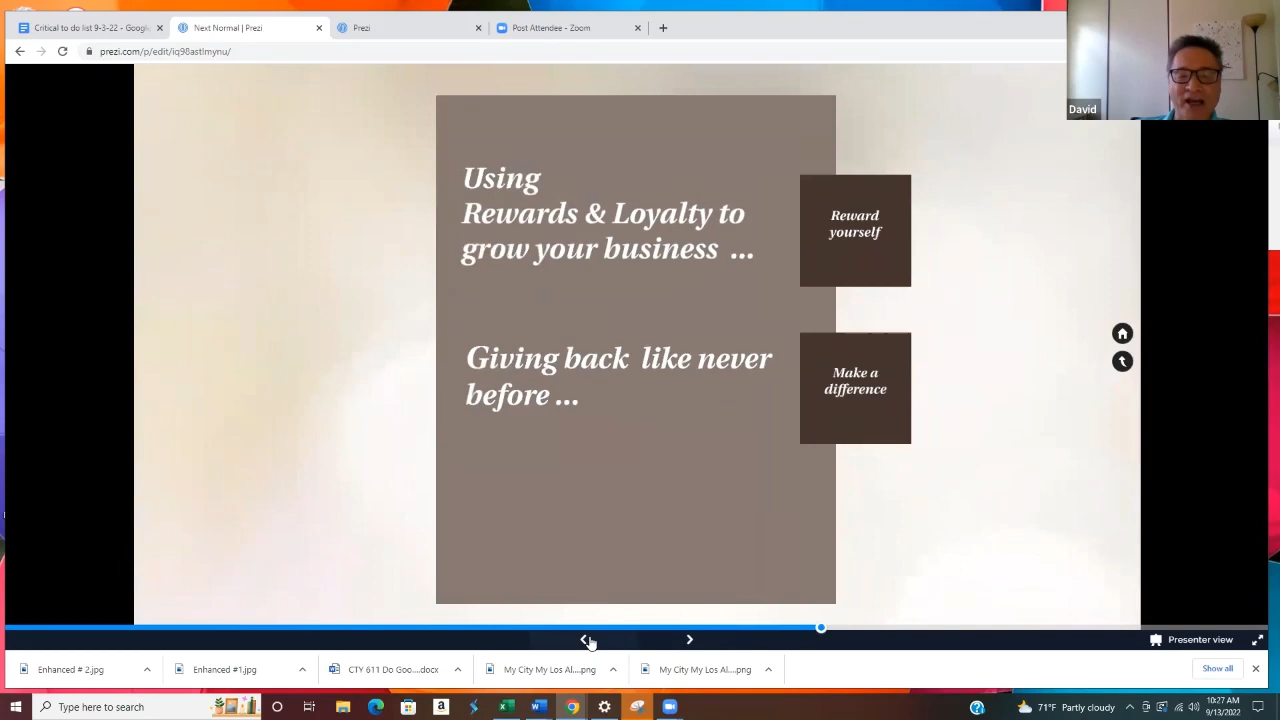 Critical to do list 9-3-22 - Google
Next Normal | Prezi
Prezi
Post Attendee - Zoom
prezi.com/p/edit/iq98astlmynu/
David
Using
Rewards & Loyalty to
grow your business ...
Reward
yourself
Giving back like never
before ...
Make a
difference
Presenter view
Enhanced # 2.jpg
Enhanced #1.jpg
CTY 611 Do Goo....docx
My City My Los Al....png
My City My Los Al....png
Show all
Type here to search
71°F Partly cloudy
10:27 AM
9/13/2022